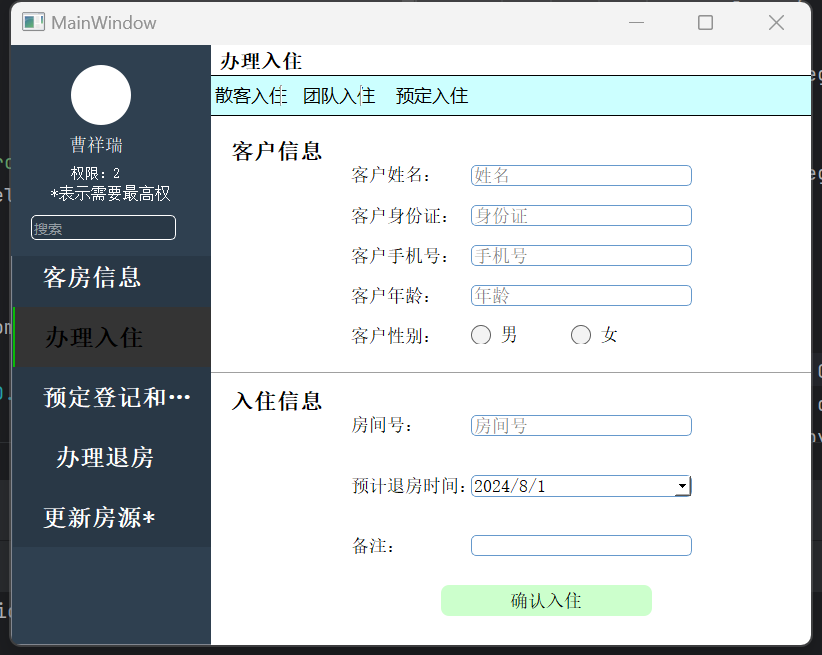 MainWindow
曹祥瑞
权限：2
*表示需要最高权
搜索
客房信息
办理入住
预定登记和…
办理退房
更新房源*
办理入住
散客入住 团队入住 预定入住
客户信息
客户姓名： 姓名
客户身份证： 身份证
客户手机号： 手机号
客户年龄： 年龄
客户性别： 男 女
入住信息
房间号： 房间号
预计退房时间： 2024/8/1
备注：
确认入住